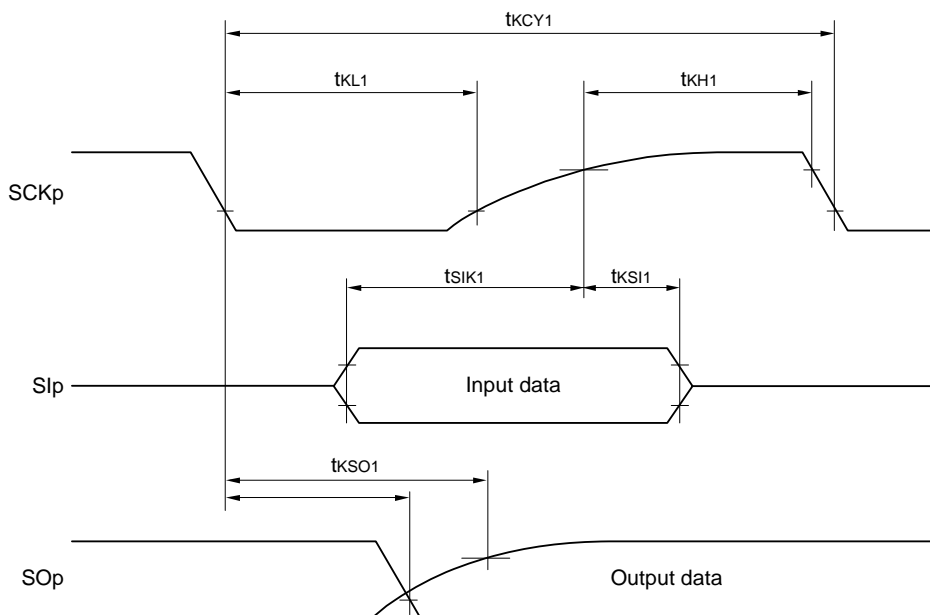 tKCY1
tKL1
tKH1
SCKp
tSIK1
tKSI1
SIp
Input data
tKSO1
SOp
Output data